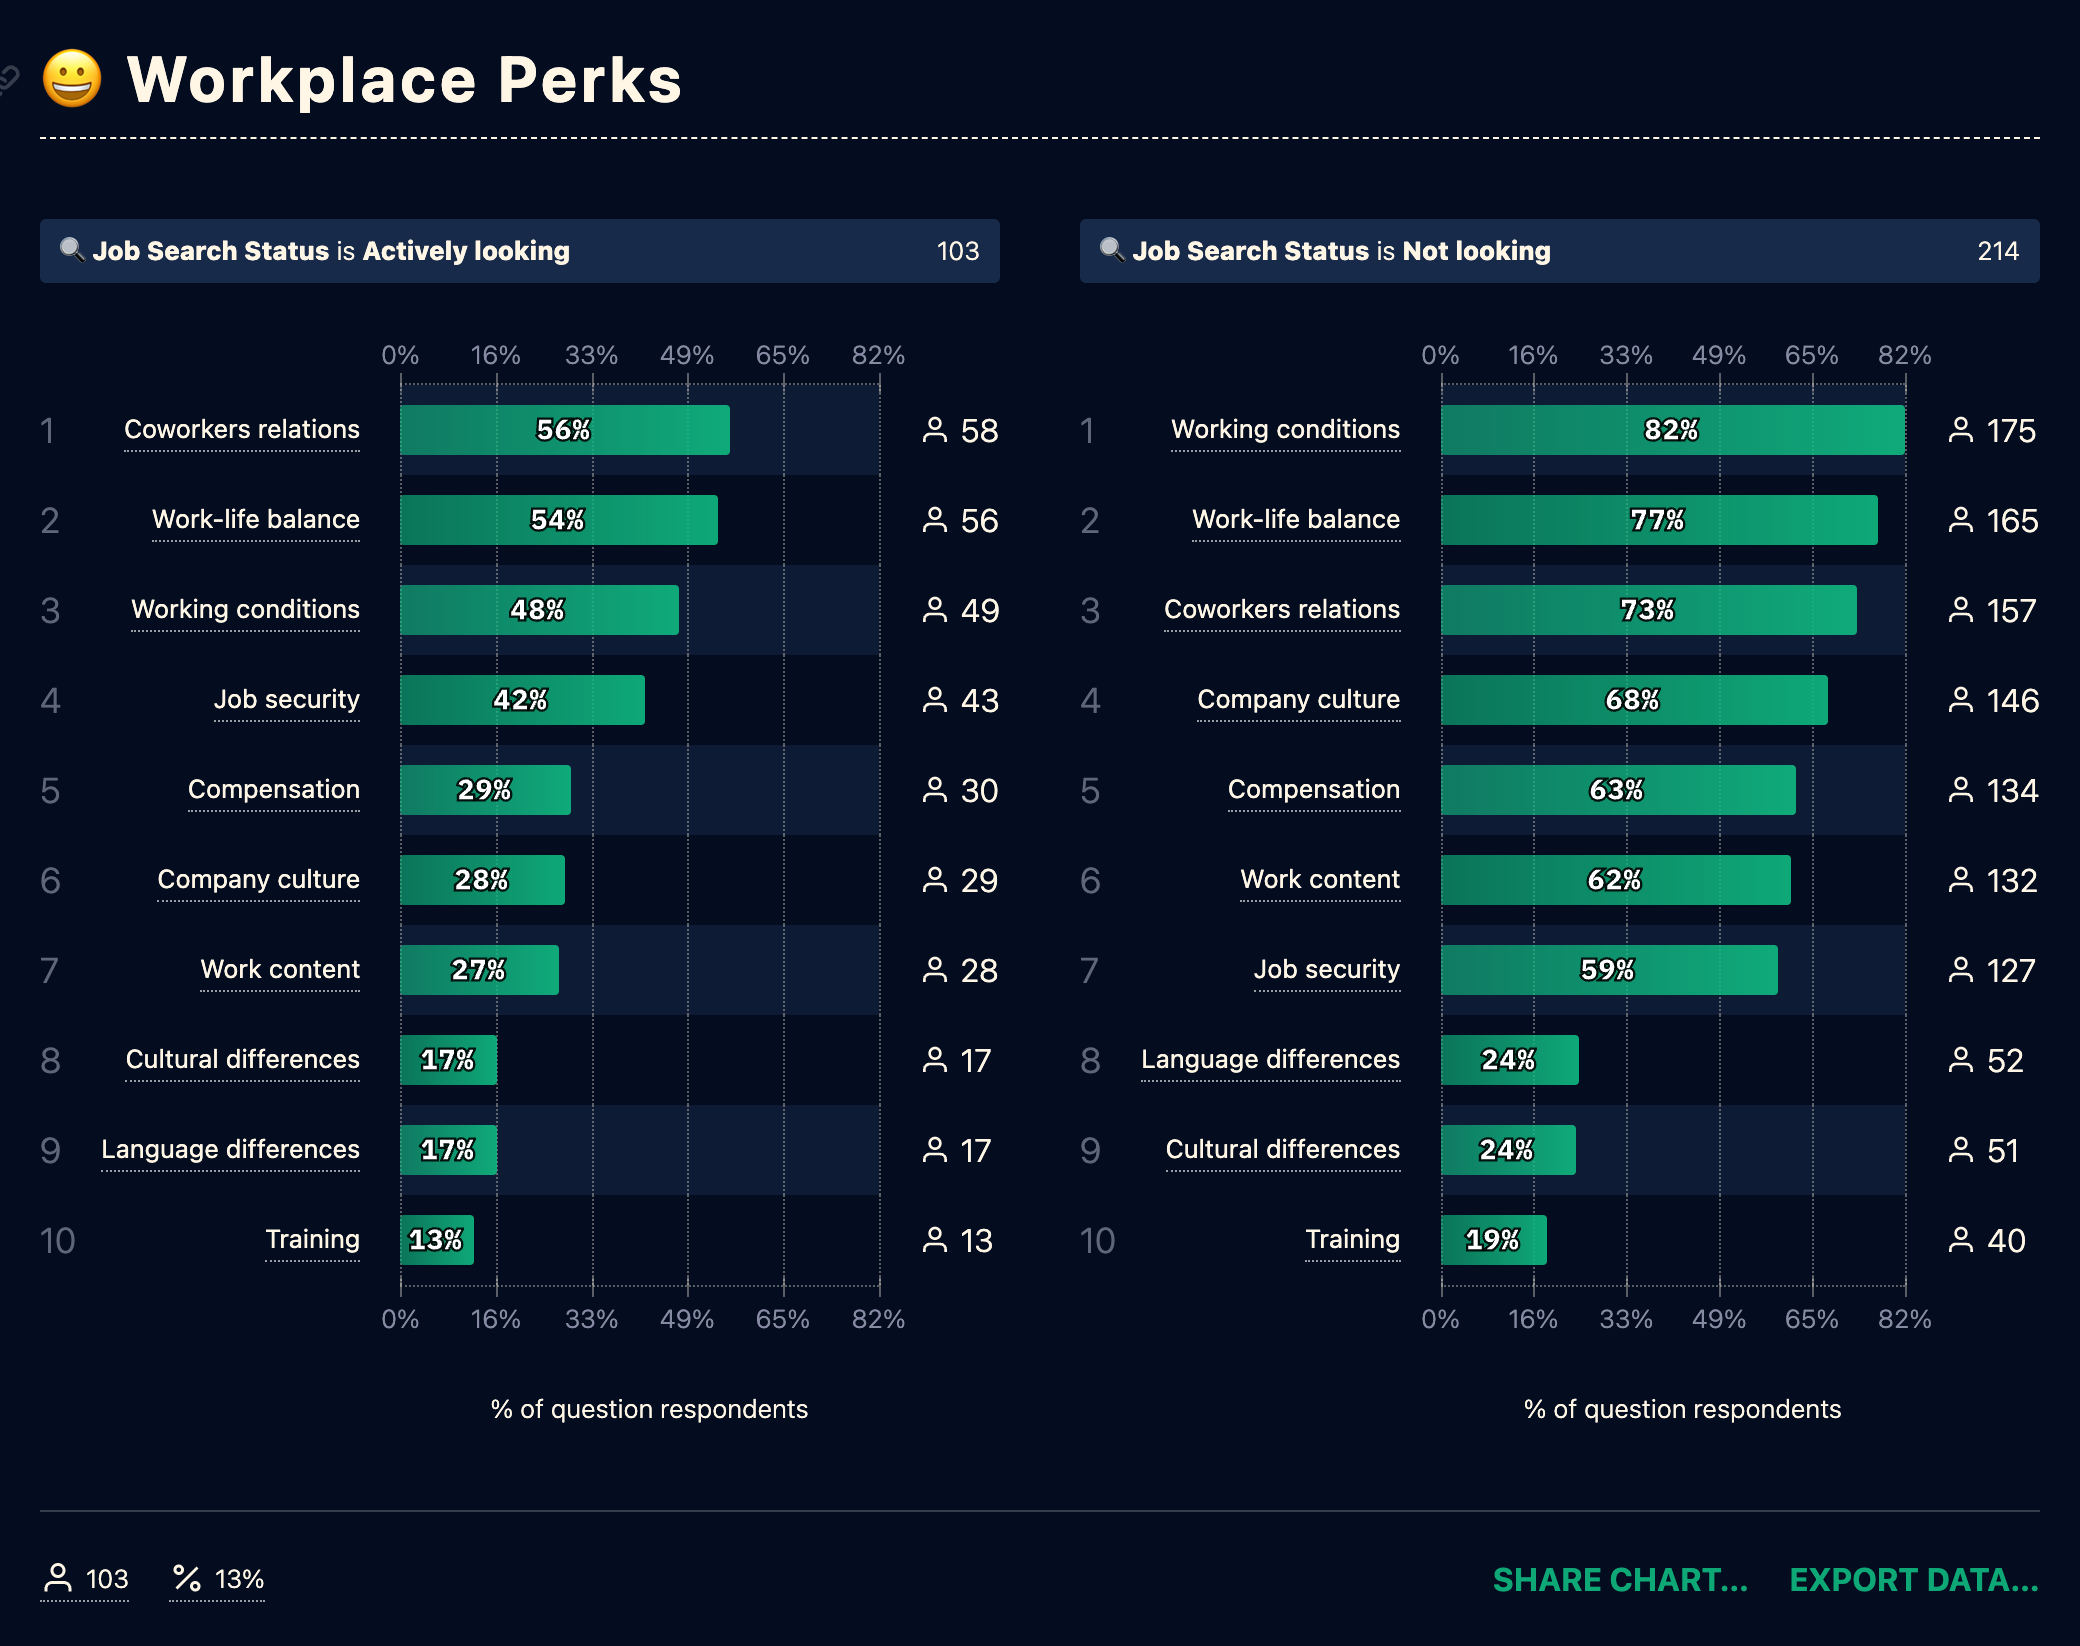 😀 Workplace Perks
🔍 Job Search Status is Actively looking 103
0% 16% 33% 49% 65% 82%
1 Coworkers relations 56% 58
2 Work-life balance 54% 56
3 Working conditions 48% 49
4 Job security 42% 43
5 Compensation 29% 30
6 Company culture 28% 29
7 Work content 27% 28
8 Cultural differences 17% 17
9 Language differences 17% 17
10 Training 13% 13
0% 16% 33% 49% 65% 82%
% of question respondents
🔍 Job Search Status is Not looking 214
0% 16% 33% 49% 65% 82%
1 Working conditions 82% 175
2 Work-life balance 77% 165
3 Coworkers relations 73% 157
4 Company culture 68% 146
5 Compensation 63% 134
6 Work content 62% 132
7 Job security 59% 127
8 Language differences 24% 52
9 Cultural differences 24% 51
10 Training 19% 40
0% 16% 33% 49% 65% 82%
% of question respondents
103 % 13%
SHARE CHART... EXPORT DATA...